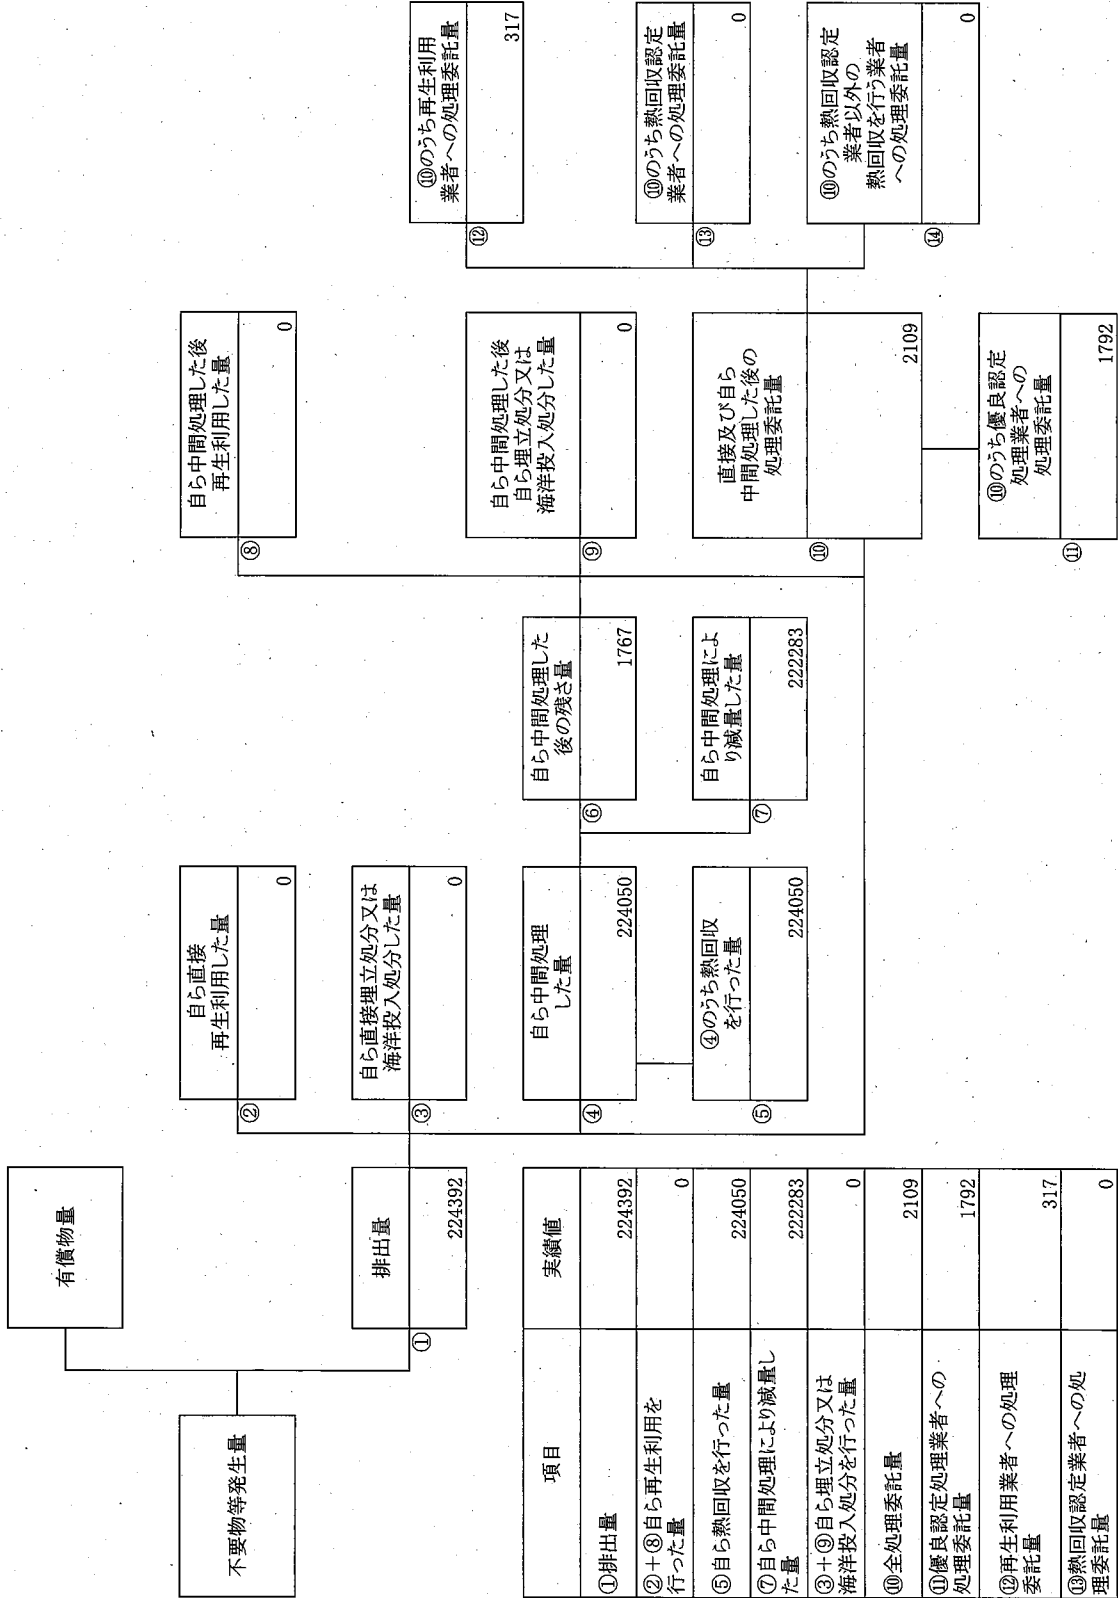 不要物等発生量
有償物量
排出量
①
224392
自ら直接
再生利用した量
②
0
自ら直接埋立処分又は
海洋投入処分した量
③
0
自ら中間処理
した量
④
224050
④のうち熱回収
を行った量
⑤
224050
自ら中間処理した
後の残さ量
⑥
1767
自ら中間処理によ
り減量した量
⑦
222283
自ら中間処理した後
再生利用した量
⑧
0
自ら中間処理した後
自ら埋立処分又は
海洋投入処分した量
⑨
0
直接及び自ら
中間処理した後の
処理委託量
⑩
2109
⑩のうち優良認定
処理業者への
処理委託量
⑪
1792
⑩のうち再生利用
業者への処理委託量
⑫
317
⑩のうち熱回収認定
業者への処理委託量
⑬
0
⑩のうち熱回収認定
業者以外の
熱回収を行う業者
への処理委託量
⑭
0
項目
実績値
①排出量
224392
②+⑧自ら再生利用を
行った量
0
⑤自ら熱回収を行った量
224050
⑦自ら中間処理により減量し
た量
222283
③+⑨自ら埋立処分又は
海洋投入処分を行った量
0
⑩全処理委託量
2109
⑪優良認定処理業者への
処理委託量
1792
⑫再生利用業者への処理
委託量
317
⑬熱回収認定業者への処
理委託量
0